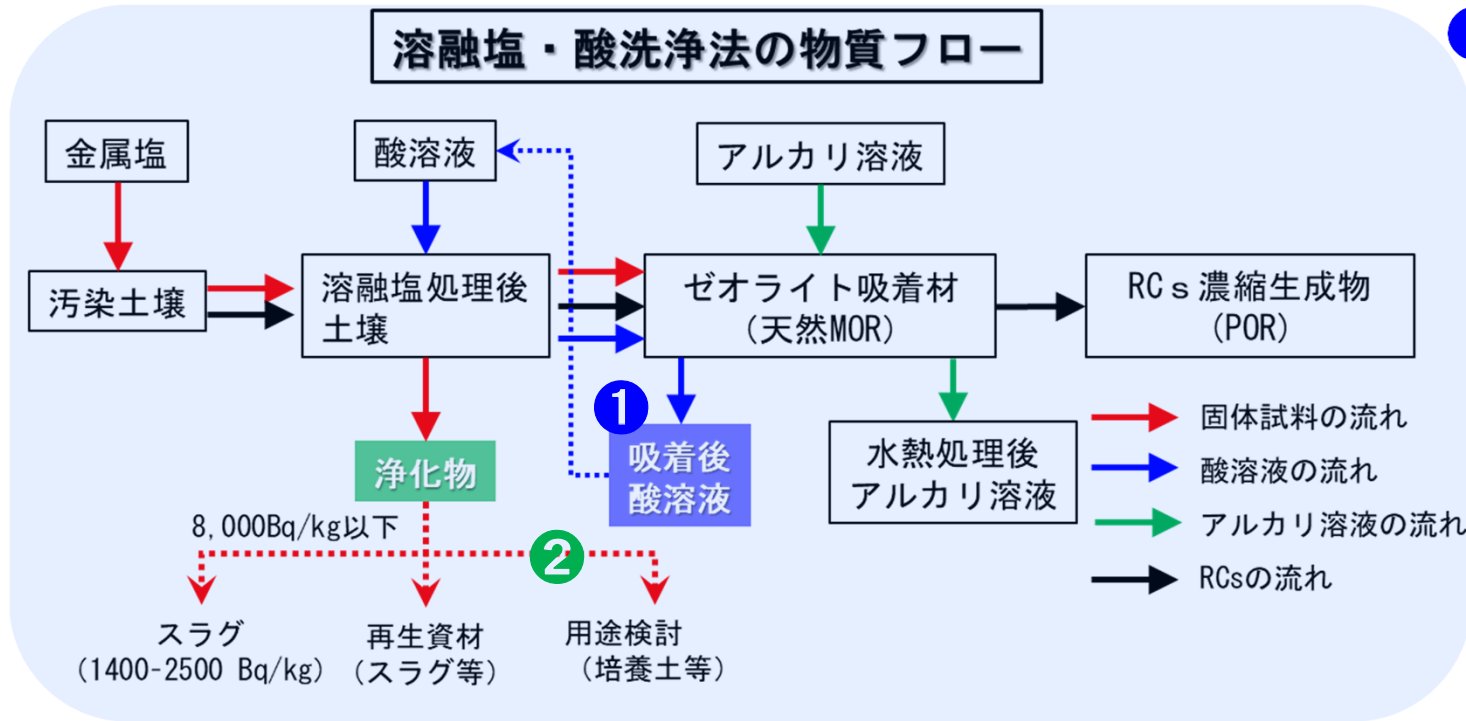 溶融塩・酸洗浄法の物質フロー
金属塩
酸溶液
アルカリ溶液
汚染土壌
溶融塩処理後
土壌
ゼオライト吸着材
(天然MOR)
RCs濃縮生成物
(POR)
1
浄化物
吸着後
酸溶液
水熱処理後
アルカリ溶液
固体試料の流れ
酸溶液の流れ
アルカリ溶液の流れ
RCsの流れ
8,000Bq/kg以下
2
スラグ
(1400-2500 Bq/kg)
再生資材
(スラグ等)
用途検討
(培養土等)